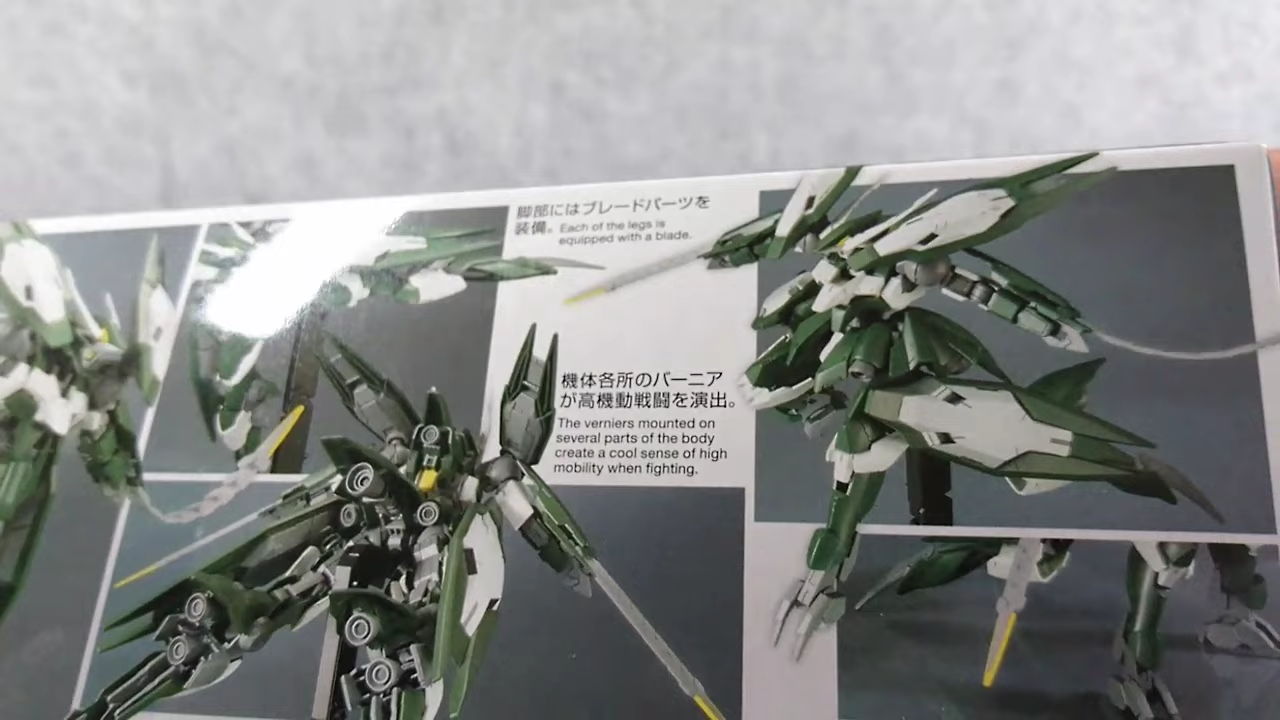 脚部にはブレードパーツを
装備。Each of the legs is
equipped with a blade.
機体各所のバーニア
が高機動戦闘を演出。
The verniers mounted on
several parts of the body
create a cool sense of high
mobility when fighting.